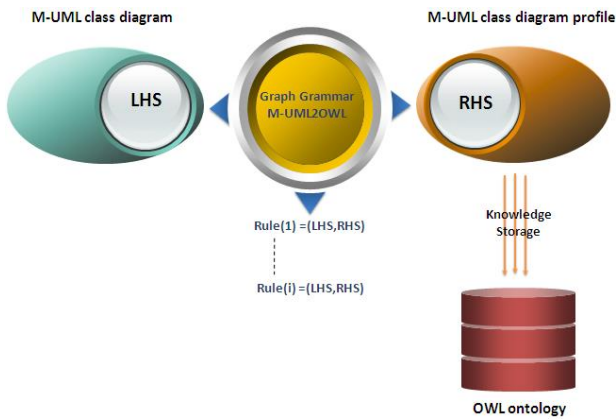 M-UML class diagram
M-UML class diagram profile
LHS
Graph Grammar
M-UML2OWL
RHS
Knowledge
Storage
Rule(1) =(LHS,RHS)
Rule(i) =(LHS,RHS)
OWL ontology